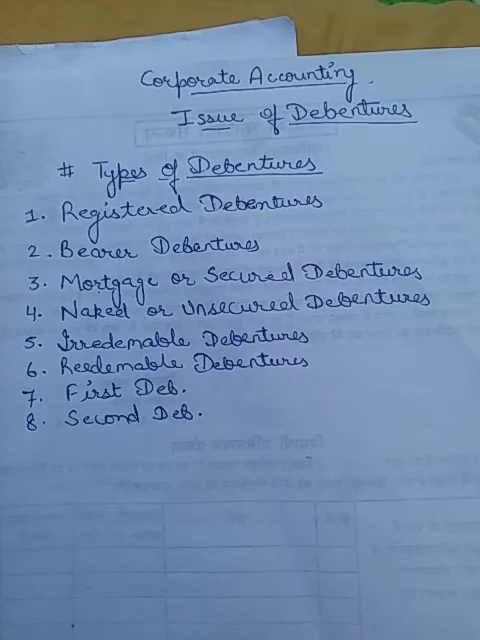 Corporate Accounting
Issue of Debentures
# Types of Debentures
1. Registered Debentures
2. Bearer Debentures
3. Mortgage or Secured Debentures
4. Naked or Unsecured Debentures
5. Irredemable Debentures
6. Reedemable Debentures
7. First Deb.
8. Second Deb.